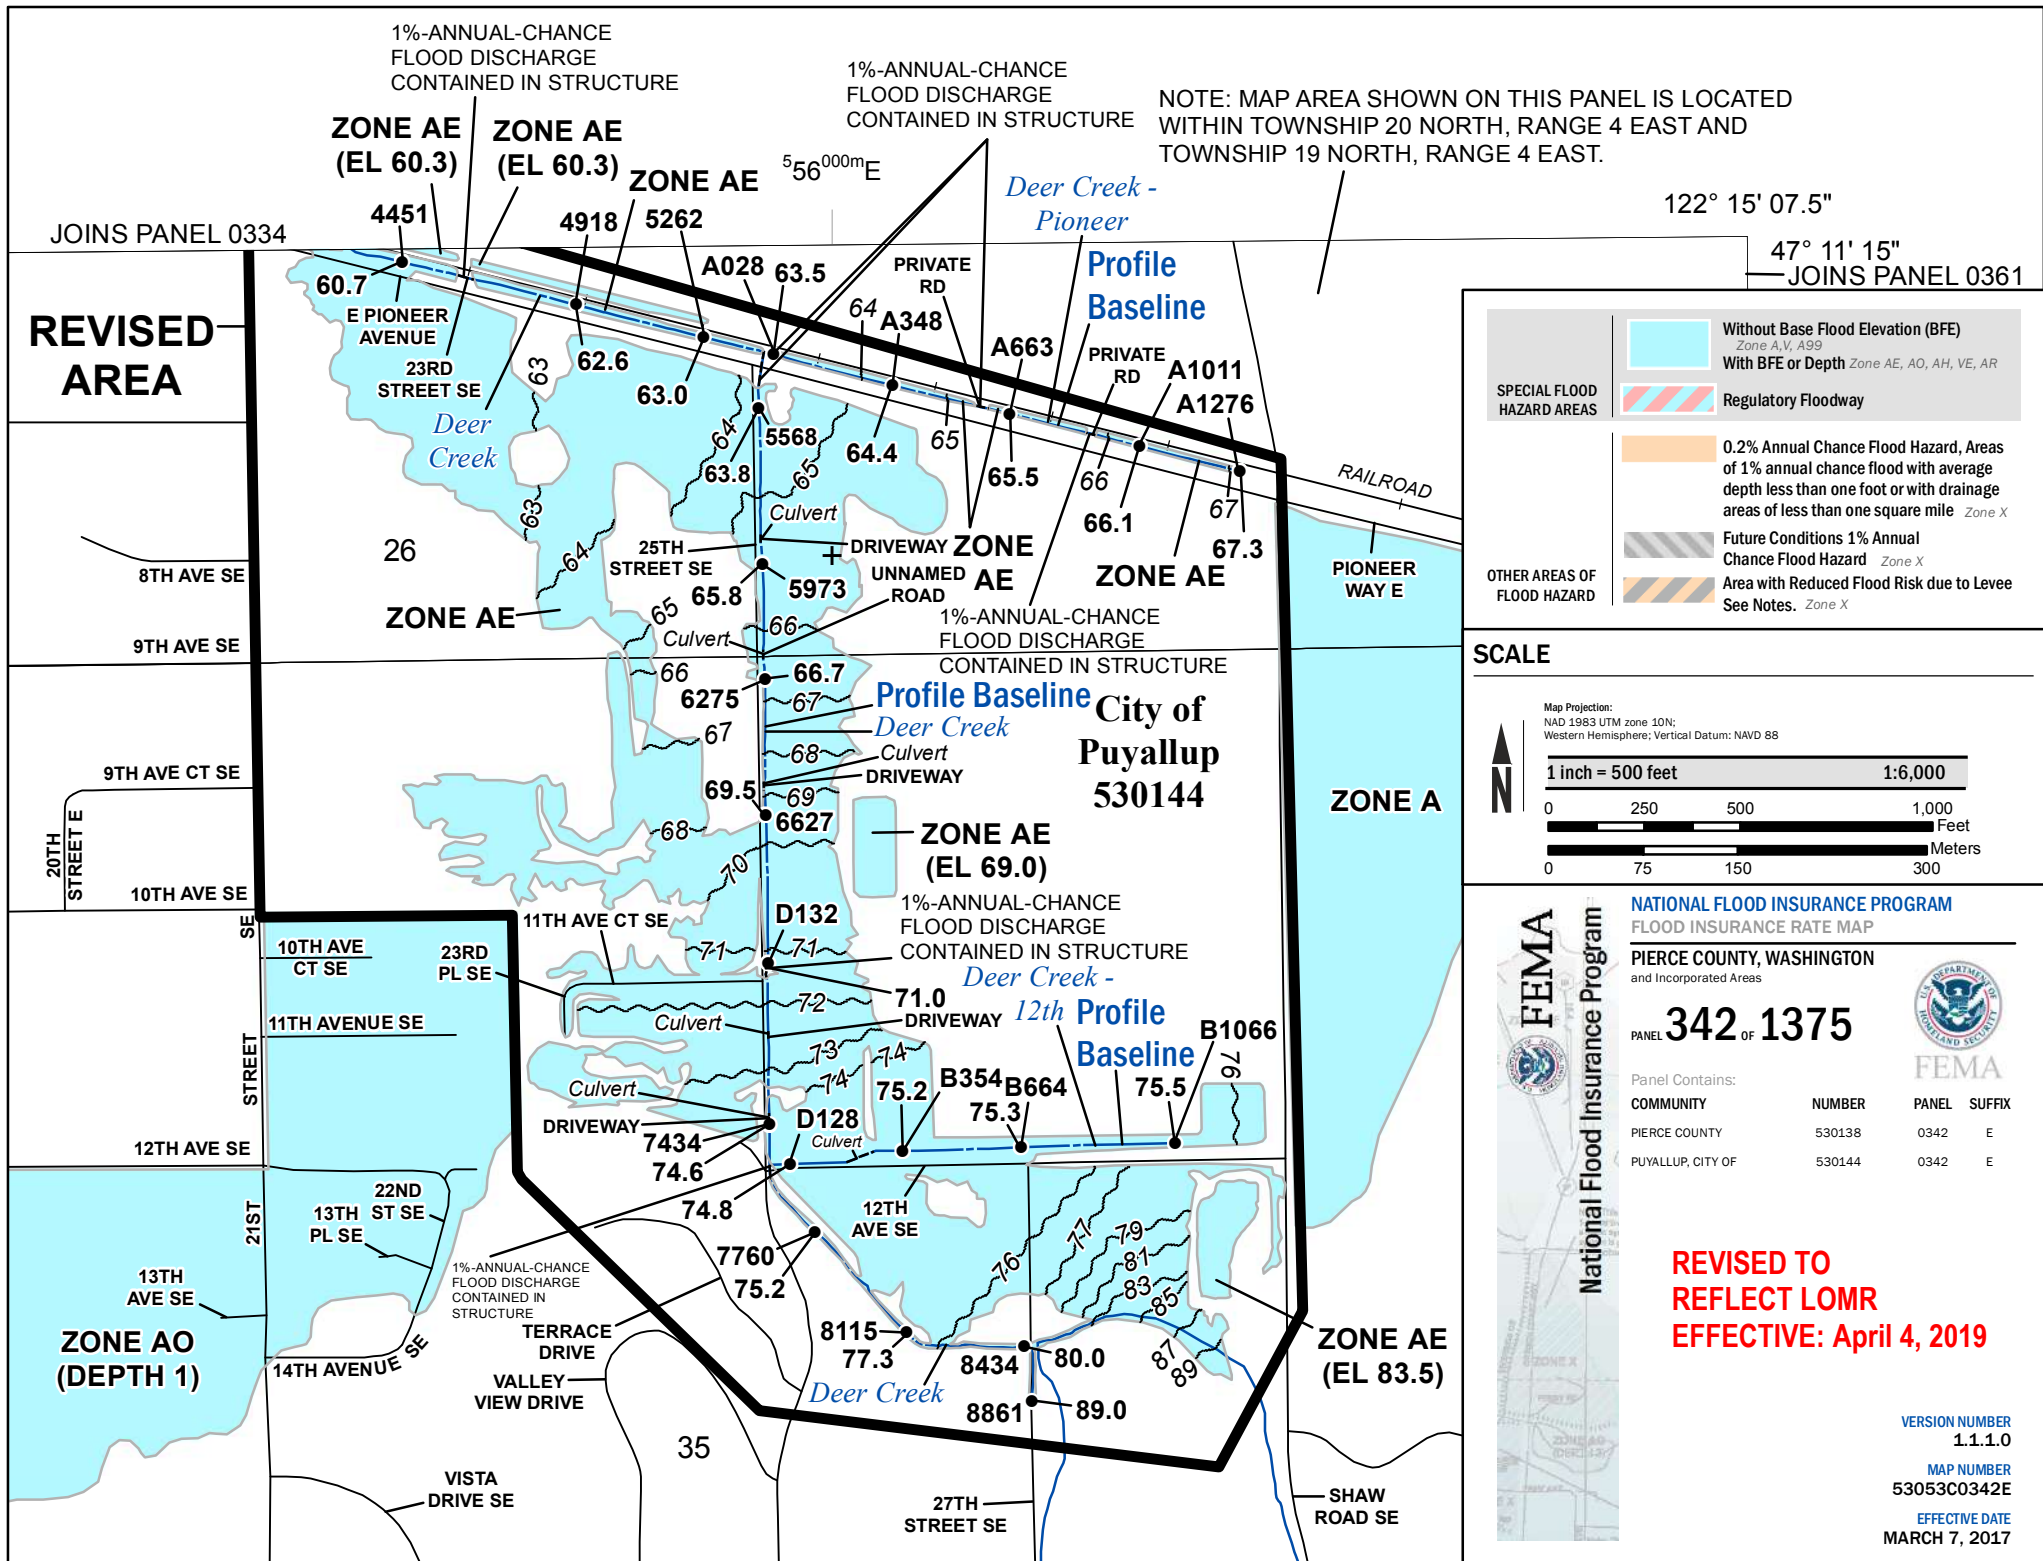 1%-ANNUAL-CHANCE
FLOOD DISCHARGE
CONTAINED IN STRUCTURE
1%-ANNUAL-CHANCE
FLOOD DISCHARGE
CONTAINED IN STRUCTURE
NOTE: MAP AREA SHOWN ON THIS PANEL IS LOCATED
WITHIN TOWNSHIP 20 NORTH, RANGE 4 EAST AND
TOWNSHIP 19 NORTH, RANGE 4 EAST.
ZONE AE
(EL 60.3)
ZONE AE
(EL 60.3)
ZONE AE
556000mE
Deer Creek -
Pioneer
122° 15' 07.5"
47° 11' 15"
JOINS PANEL 0334
JOINS PANEL 0361
4451
4918
5262
A028
63.5
PRIVATE
RD
Profile
Baseline
60.7
E PIONEER
AVENUE
64
A348
A663
PRIVATE
RD
A1011
A1276
REVISED
AREA
23RD
STREET SE
63
62.6
63.0
Deer
Creek
64
5568
63.8
65
64.4
65
65.5
66
66.1
67
67.3
RAILROAD
63
64
Culvert
26
25TH
STREET SE
DRIVEWAY
ZONE
AE
ZONE AE
PIONEER
WAY E
8TH AVE SE
65.8
5973
UNNAMED
ROAD
ZONE AE
65
Culvert
66
1%-ANNUAL-CHANCE
FLOOD DISCHARGE
CONTAINED IN STRUCTURE
9TH AVE SE
66
6275
66.7
67
67
Profile Baseline
Deer Creek
City of
Puyallup
530144
68
Culvert
DRIVEWAY
9TH AVE CT SE
69.5
69
6627
68
ZONE A
20TH
STREET E
70
ZONE AE
(EL 69.0)
10TH AVE SE
11TH AVE CT SE
D132
1%-ANNUAL-CHANCE
FLOOD DISCHARGE
CONTAINED IN STRUCTURE
SE
10TH AVE
CT SE
23RD
PL SE
71
71
71.0
Deer Creek -
12th
Profile
Baseline
72
Culvert
DRIVEWAY
11TH AVENUE SE
STREET
73
74
74
B1066
76
Culvert
75.2
B354
B664
75.3
75.5
DRIVEWAY
7434
74.6
D128
Culvert
12TH AVE SE
74.8
22ND
ST SE
13TH
PL SE
21ST
12TH
AVE SE
77
79
81
83
85
76
7760
75.2
1%-ANNUAL-CHANCE
FLOOD DISCHARGE
CONTAINED IN
STRUCTURE
13TH
AVE SE
ZONE AO
(DEPTH 1)
14TH AVENUE SE
TERRACE
DRIVE
8115
77.3
8434
80.0
87
89
ZONE AE
(EL 83.5)
VALLEY
VIEW DRIVE
Deer Creek
8861
89.0
35
VISTA
DRIVE SE
27TH
STREET SE
SHAW
ROAD SE
SPECIAL FLOOD
HAZARD AREAS
Without Base Flood Elevation (BFE)
Zone A,V, A99
With BFE or Depth Zone AE, AO, AH, VE, AR
Regulatory Floodway
OTHER AREAS OF
FLOOD HAZARD
0.2% Annual Chance Flood Hazard, Areas
of 1% annual chance flood with average
depth less than one foot or with drainage
areas of less than one square mile Zone X
Future Conditions 1% Annual
Chance Flood Hazard Zone X
Area with Reduced Flood Risk due to Levee
See Notes. Zone X
SCALE
N
Map Projection:
NAD 1983 UTM zone 10N;
Western Hemisphere; Vertical Datum: NAVD 88
1 inch = 500 feet 1:6,000
0 250 500 1,000
Feet
Meters
0 75 150 300
FEMA
National Flood Insurance Program
NATIONAL FLOOD INSURANCE PROGRAM
FLOOD INSURANCE RATE MAP
PIERCE COUNTY, WASHINGTON
and Incorporated Areas
PANEL 342 OF 1375
U.S. DEPARTMENT OF HOMELAND SECURITY
FEMA
Panel Contains:
COMMUNITY NUMBER PANEL SUFFIX
PIERCE COUNTY 530138 0342 E
PUYALLUP, CITY OF 530144 0342 E
REVISED TO
REFLECT LOMR
EFFECTIVE: April 4, 2019
VERSION NUMBER
1.1.1.0
MAP NUMBER
53053C0342E
EFFECTIVE DATE
MARCH 7, 2017